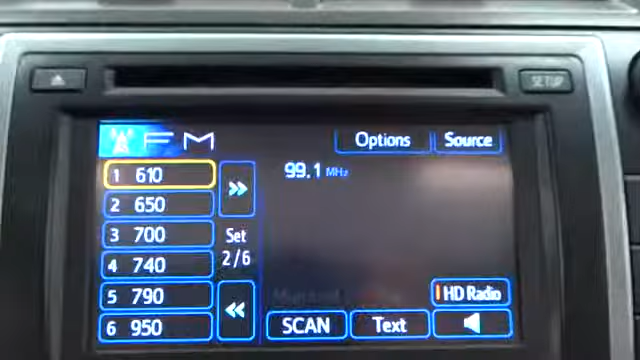 SETUP
FM
Options
Source
1 610
99.1 MHz
2 650
3 700
Set
4 740
2/6
5 790
HD Radio
6 950
SCAN
Text